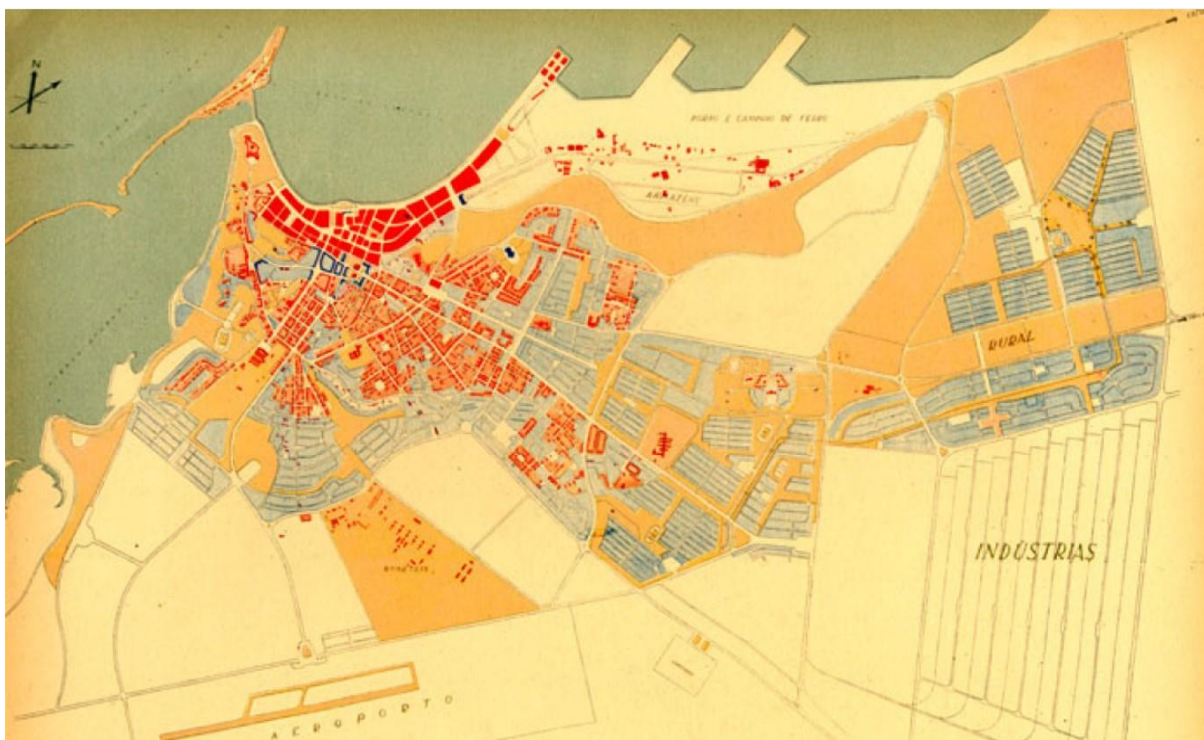 N
PORTO E CAMINHO DE FERRO
ARMAZÉNS
RURAL
INDÚSTRIAS
AEROPORTO